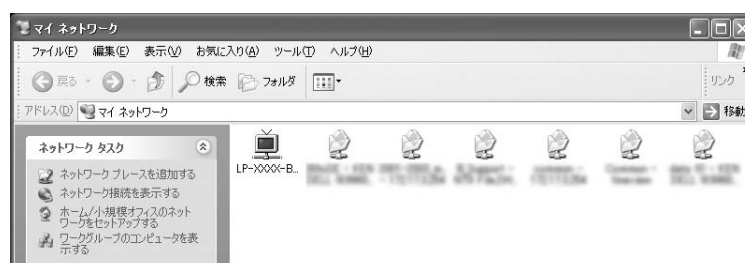 マイ ネットワーク
ファイル(F) 編集(E) 表示(V) お気に入り(A) ツール(T) ヘルプ(H)
戻る 検索 フォルダ リンク
アドレス(D) マイ ネットワーク 移動
ネットワーク タスク
ネットワーク プレースを追加する
ネットワーク接続を表示する
ホーム/小規模オフィスのネット
ワークをセットアップする
ワークグループのコンピュータを表
示する
LP-XXXX-B...